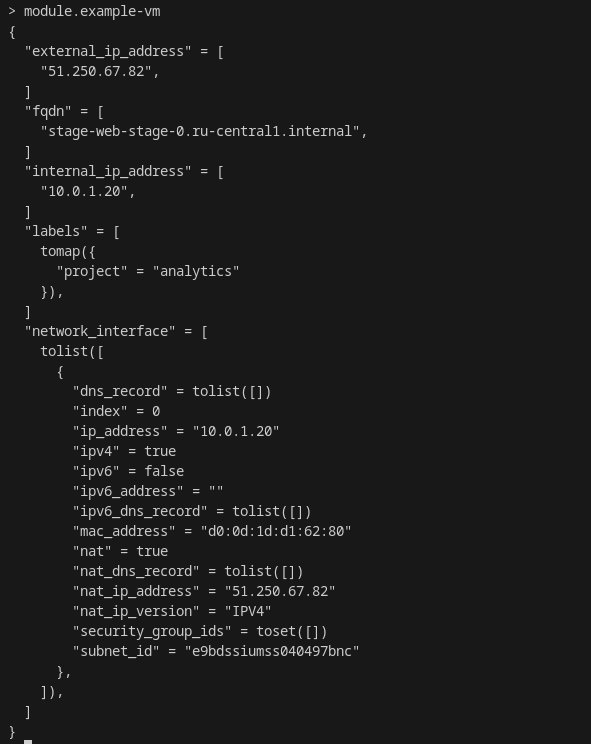 > module.example-vm
{
  "external_ip_address" = [
    "51.250.67.82",
  ]
  "fqdn" = [
    "stage-web-stage-0.ru-central1.internal",
  ]
  "internal_ip_address" = [
    "10.0.1.20",
  ]
  "labels" = [
    tomap({
      "project" = "analytics"
    }),
  ]
  "network_interface" = [
    tolist([
      {
        "dns_record" = tolist([])
        "index" = 0
        "ip_address" = "10.0.1.20"
        "ipv4" = true
        "ipv6" = false
        "ipv6_address" = ""
        "ipv6_dns_record" = tolist([])
        "mac_address" = "d0:0d:1d:d1:62:80"
        "nat" = true
        "nat_dns_record" = tolist([])
        "nat_ip_address" = "51.250.67.82"
        "nat_ip_version" = "IPV4"
        "security_group_ids" = toset([])
        "subnet_id" = "e9bdssiumss040497bnc"
      },
    ]),
  ]
}